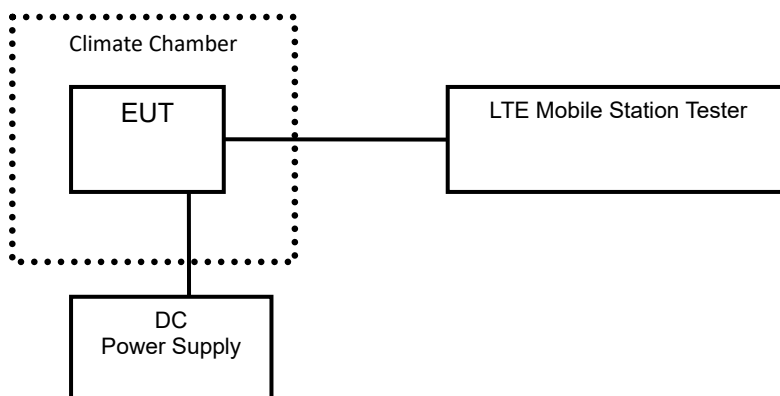 Climate Chamber
EUT
LTE Mobile Station Tester
DC
Power Supply